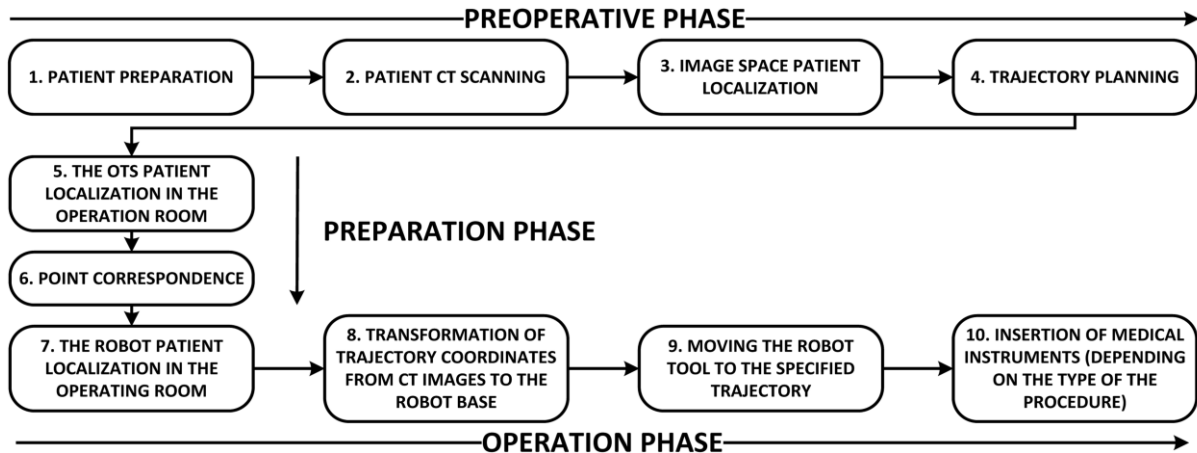 PREOPERATIVE PHASE
1. PATIENT PREPARATION
2. PATIENT CT SCANNING
3. IMAGE SPACE PATIENT
LOCALIZATION
4. TRAJECTORY PLANNING
5. THE OTS PATIENT
LOCALIZATION IN THE
OPERATION ROOM
PREPARATION PHASE
6. POINT CORRESPONDENCE
7. THE ROBOT PATIENT
LOCALIZATION IN THE
OPERATING ROOM
8. TRANSFORMATION OF
TRAJECTORY COORDINATES
FROM CT IMAGES TO THE
ROBOT BASE
9. MOVING THE ROBOT
TOOL TO THE SPECIFIED
TRAJECTORY
10. INSERTION OF MEDICAL
INSTRUMENTS (DEPENDING
ON THE TYPE OF THE
PROCEDURE)
OPERATION PHASE